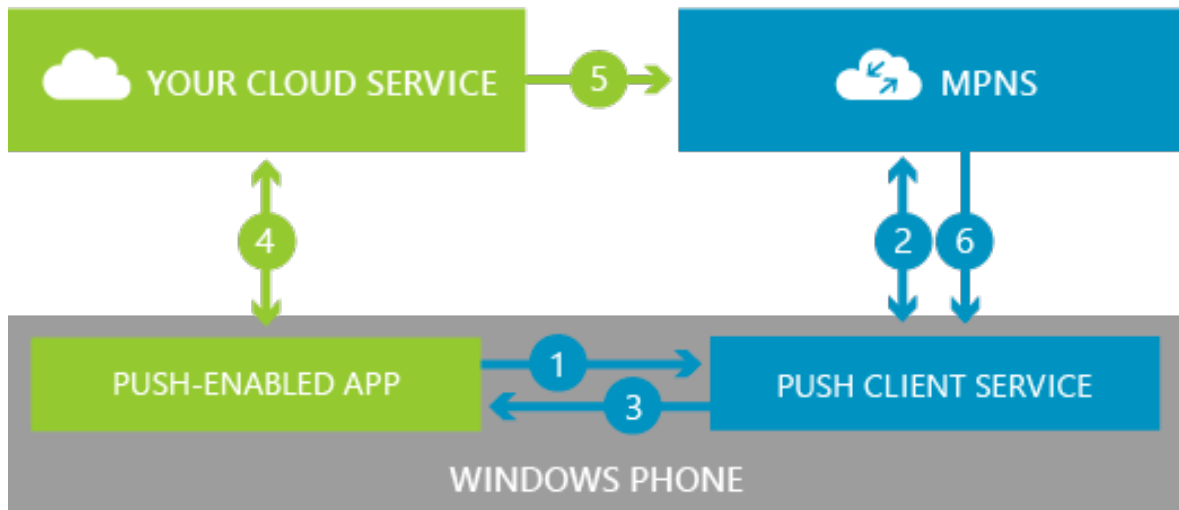 YOUR CLOUD SERVICE
5
MPNS
4
2
6
PUSH-ENABLED APP
1
3
PUSH CLIENT SERVICE
WINDOWS PHONE